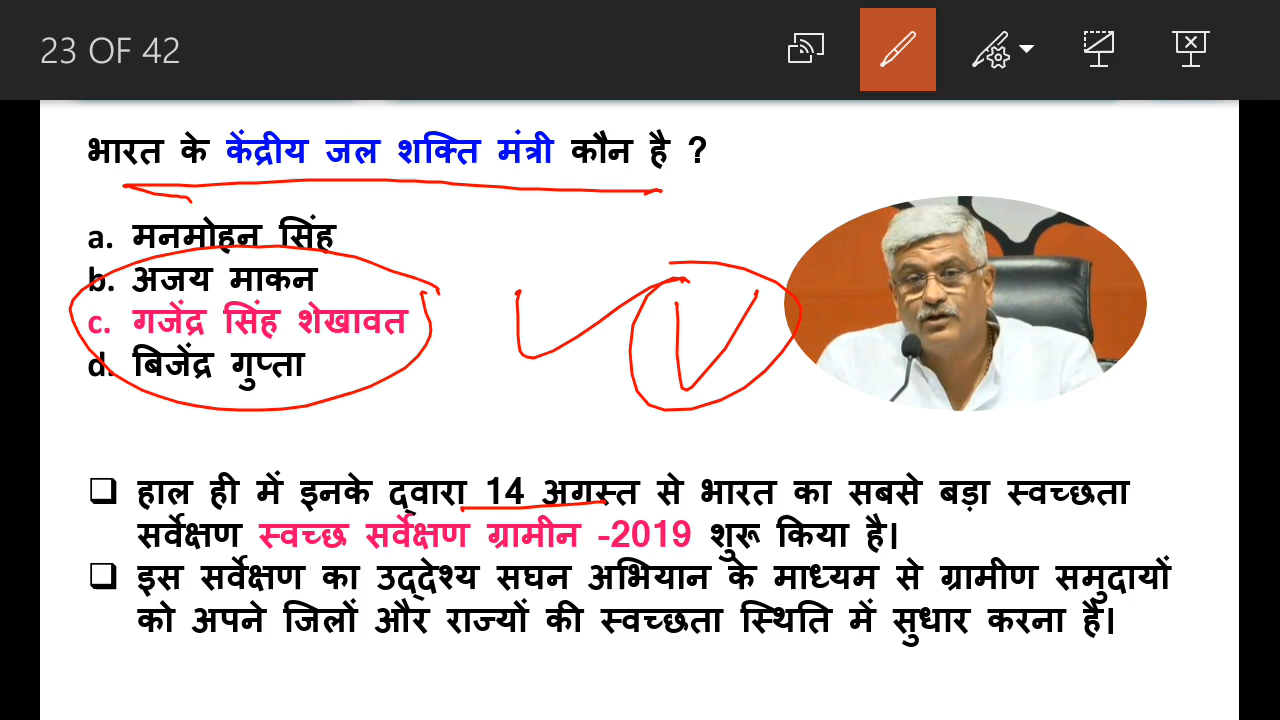 23 OF 42
भारत के केंद्रीय जल शक्ति मंत्री कौन है ?
a. मनमोहन सिंह
b. अजय माकन
c. गजेंद्र सिंह शेखावत
d. बिजेंद्र गुप्ता
❑ हाल ही में इनके द्वारा 14 अगस्त से भारत का सबसे बड़ा स्वच्छता
सर्वेक्षण स्वच्छ सर्वेक्षण ग्रामीन -2019 शुरू किया है।
❑ इस सर्वेक्षण का उद्देश्य सघन अभियान के माध्यम से ग्रामीण समुदायों
को अपने जिलों और राज्यों की स्वच्छता स्थिति में सुधार करना है।